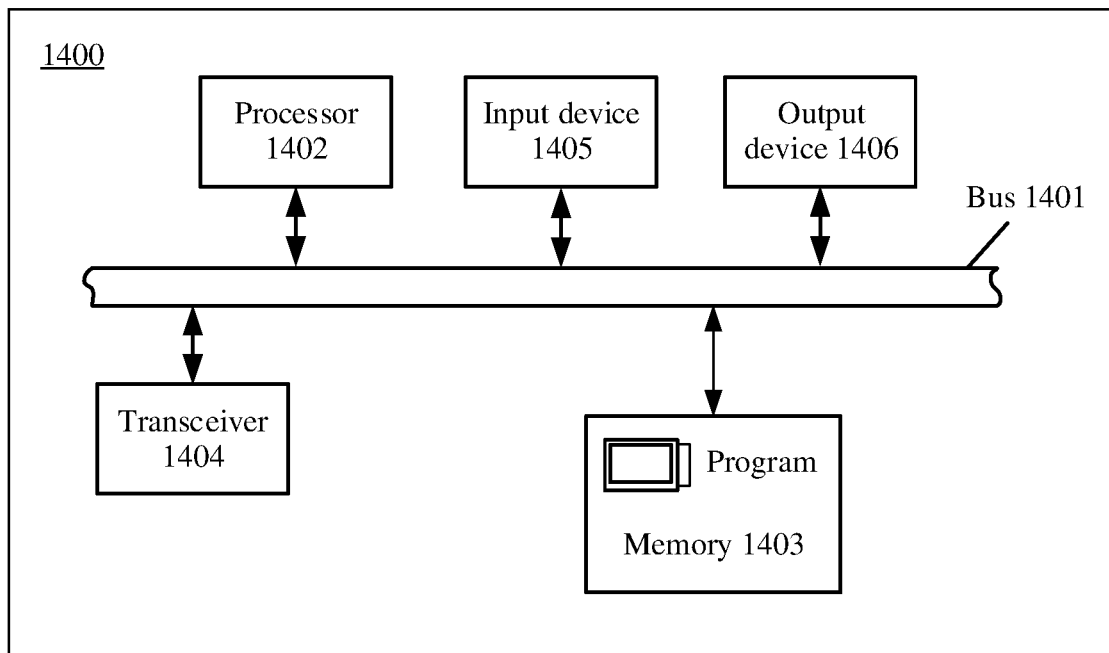 1400
Processor
1402
Input device
1405
Output
device 1406
Bus 1401
Transceiver
1404
Program
Memory 1403